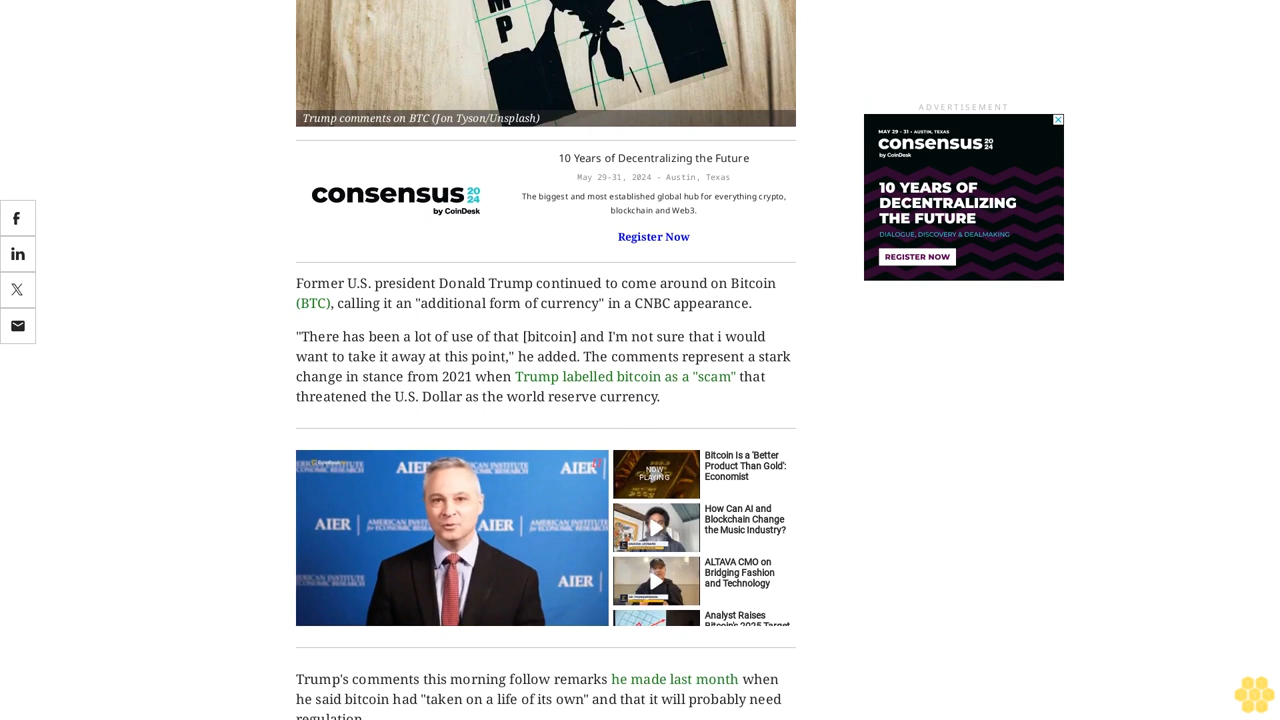 M
P
Trump comments on BTC (Jon Tyson/Unsplash)
consensus 2024
by CoinDesk
10 Years of Decentralizing the Future
May 29-31, 2024 - Austin, Texas
The biggest and most established global hub for everything crypto,
blockchain and Web3.
Register Now
ADVERTISEMENT
MAY 29 - 31 • AUSTIN, TEXAS
consensus 2024
by CoinDesk
10 YEARS OF
DECENTRALIZING
THE FUTURE
DIALOGUE, DISCOVERY & DEALMAKING
REGISTER NOW
Former U.S. president Donald Trump continued to come around on Bitcoin
(BTC), calling it an "additional form of currency" in a CNBC appearance.
"There has been a lot of use of that [bitcoin] and I'm not sure that i would
want to take it away at this point," he added. The comments represent a stark
change in stance from 2021 when Trump labelled bitcoin as a "scam" that
threatened the U.S. Dollar as the world reserve currency.
AIER
AMERICAN INSTITUTE
for ECONOMIC RESEARCH
AIER
NOW
PLAYING
Bitcoin Is a 'Better
Product Than Gold':
Economist
How Can AI and
Blockchain Change
the Music Industry?
ALTAVA CMO on
Bridging Fashion
and Technology
Analyst Raises
Bitcoin's 2025 Target
Trump's comments this morning follow remarks he made last month when
he said bitcoin had "taken on a life of its own" and that it will probably need
regulation.